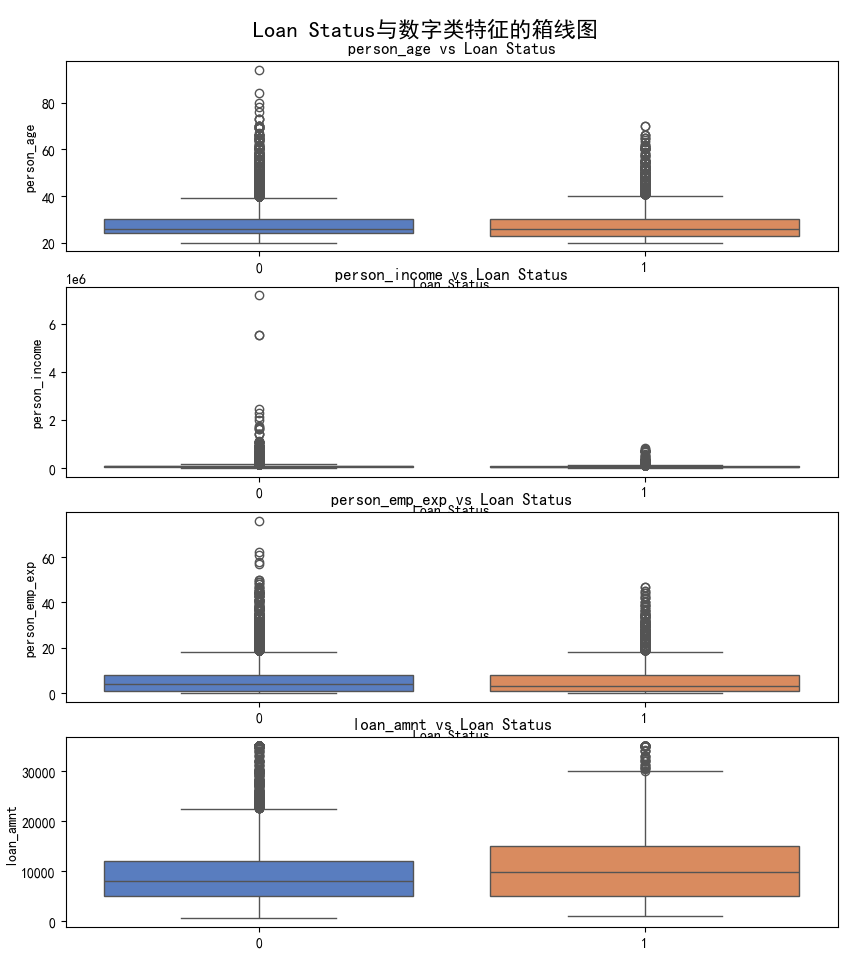 Loan Status与数字类特征的箱线图
person_age vs Loan Status
80
60
40
20
person_age
0 1
Loan Status
person_income vs Loan Status
1e6
6
4
2
0
person_income
0 1
Loan Status
person_emp_exp vs Loan Status
60
40
20
0
person_emp_exp
0 1
Loan Status
loan_amnt vs Loan Status
30000
20000
10000
0
loan_amnt
0 1